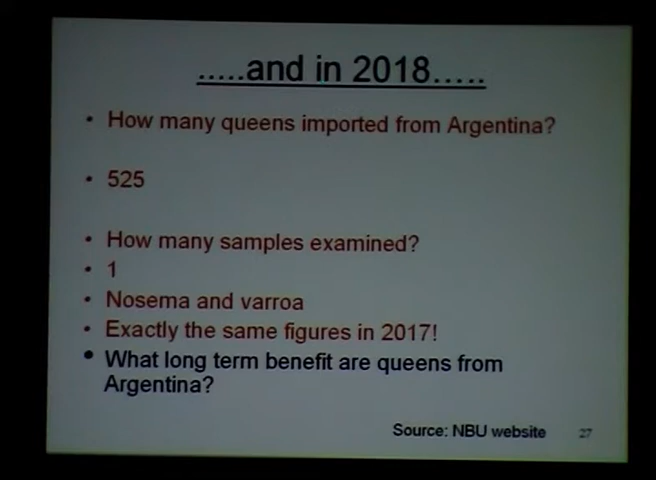 .....and in 2018.....
• How many queens imported from Argentina?
• 525
• How many samples examined?
• 1
• Nosema and varroa
• Exactly the same figures in 2017!
• What long term benefit are queens from
Argentina?
Source: NBU website
27